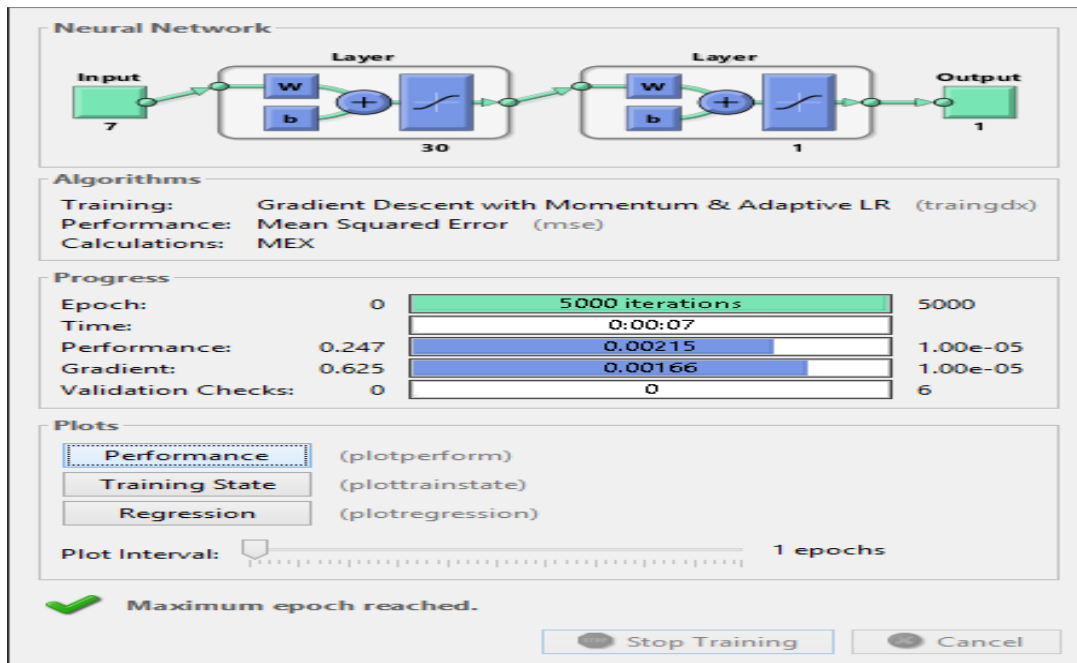 Neural Network
Layer Layer
Input Output
w w
+ +
b b
7 1
30 1
Algorithms
Training: Gradient Descent with Momentum & Adaptive LR (traingdx)
Performance: Mean Squared Error (mse)
Calculations: MEX
Progress
Epoch: 0 5000 iterations 5000
Time: 0:00:07
Performance: 0.247 0.00215 1.00e-05
Gradient: 0.625 0.00166 1.00e-05
Validation Checks: 0 0 6
Plots
Performance (plotperform)
Training State (plottrainstate)
Regression (plotregression)
Plot Interval: 1 epochs
Maximum epoch reached.
Stop Training Cancel